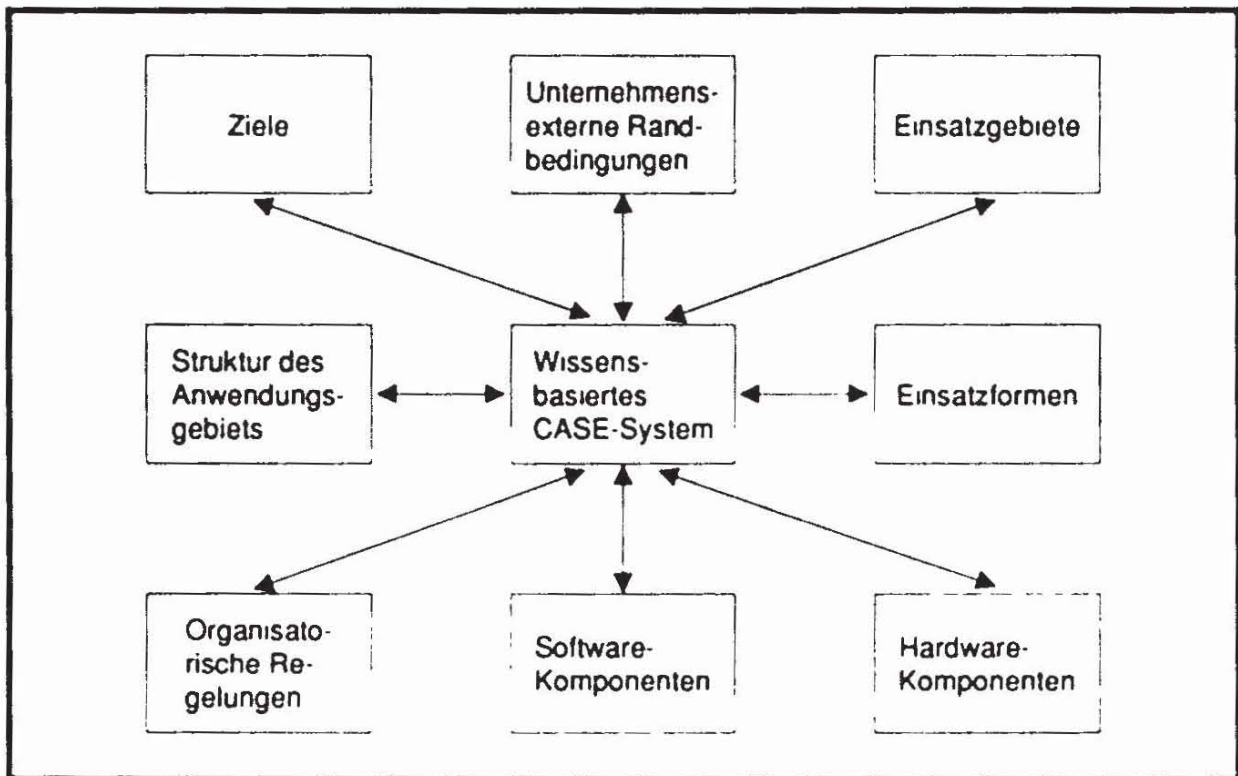 Ziele
Unternehmens-
externe Rand-
bedingungen
Einsatzgebiete
Struktur des
Anwendungs-
gebiets
Wissens-
basiertes
CASE-System
Einsatzformen
Organisato-
rische Re-
gelungen
Software-
Komponenten
Hardware-
Komponenten